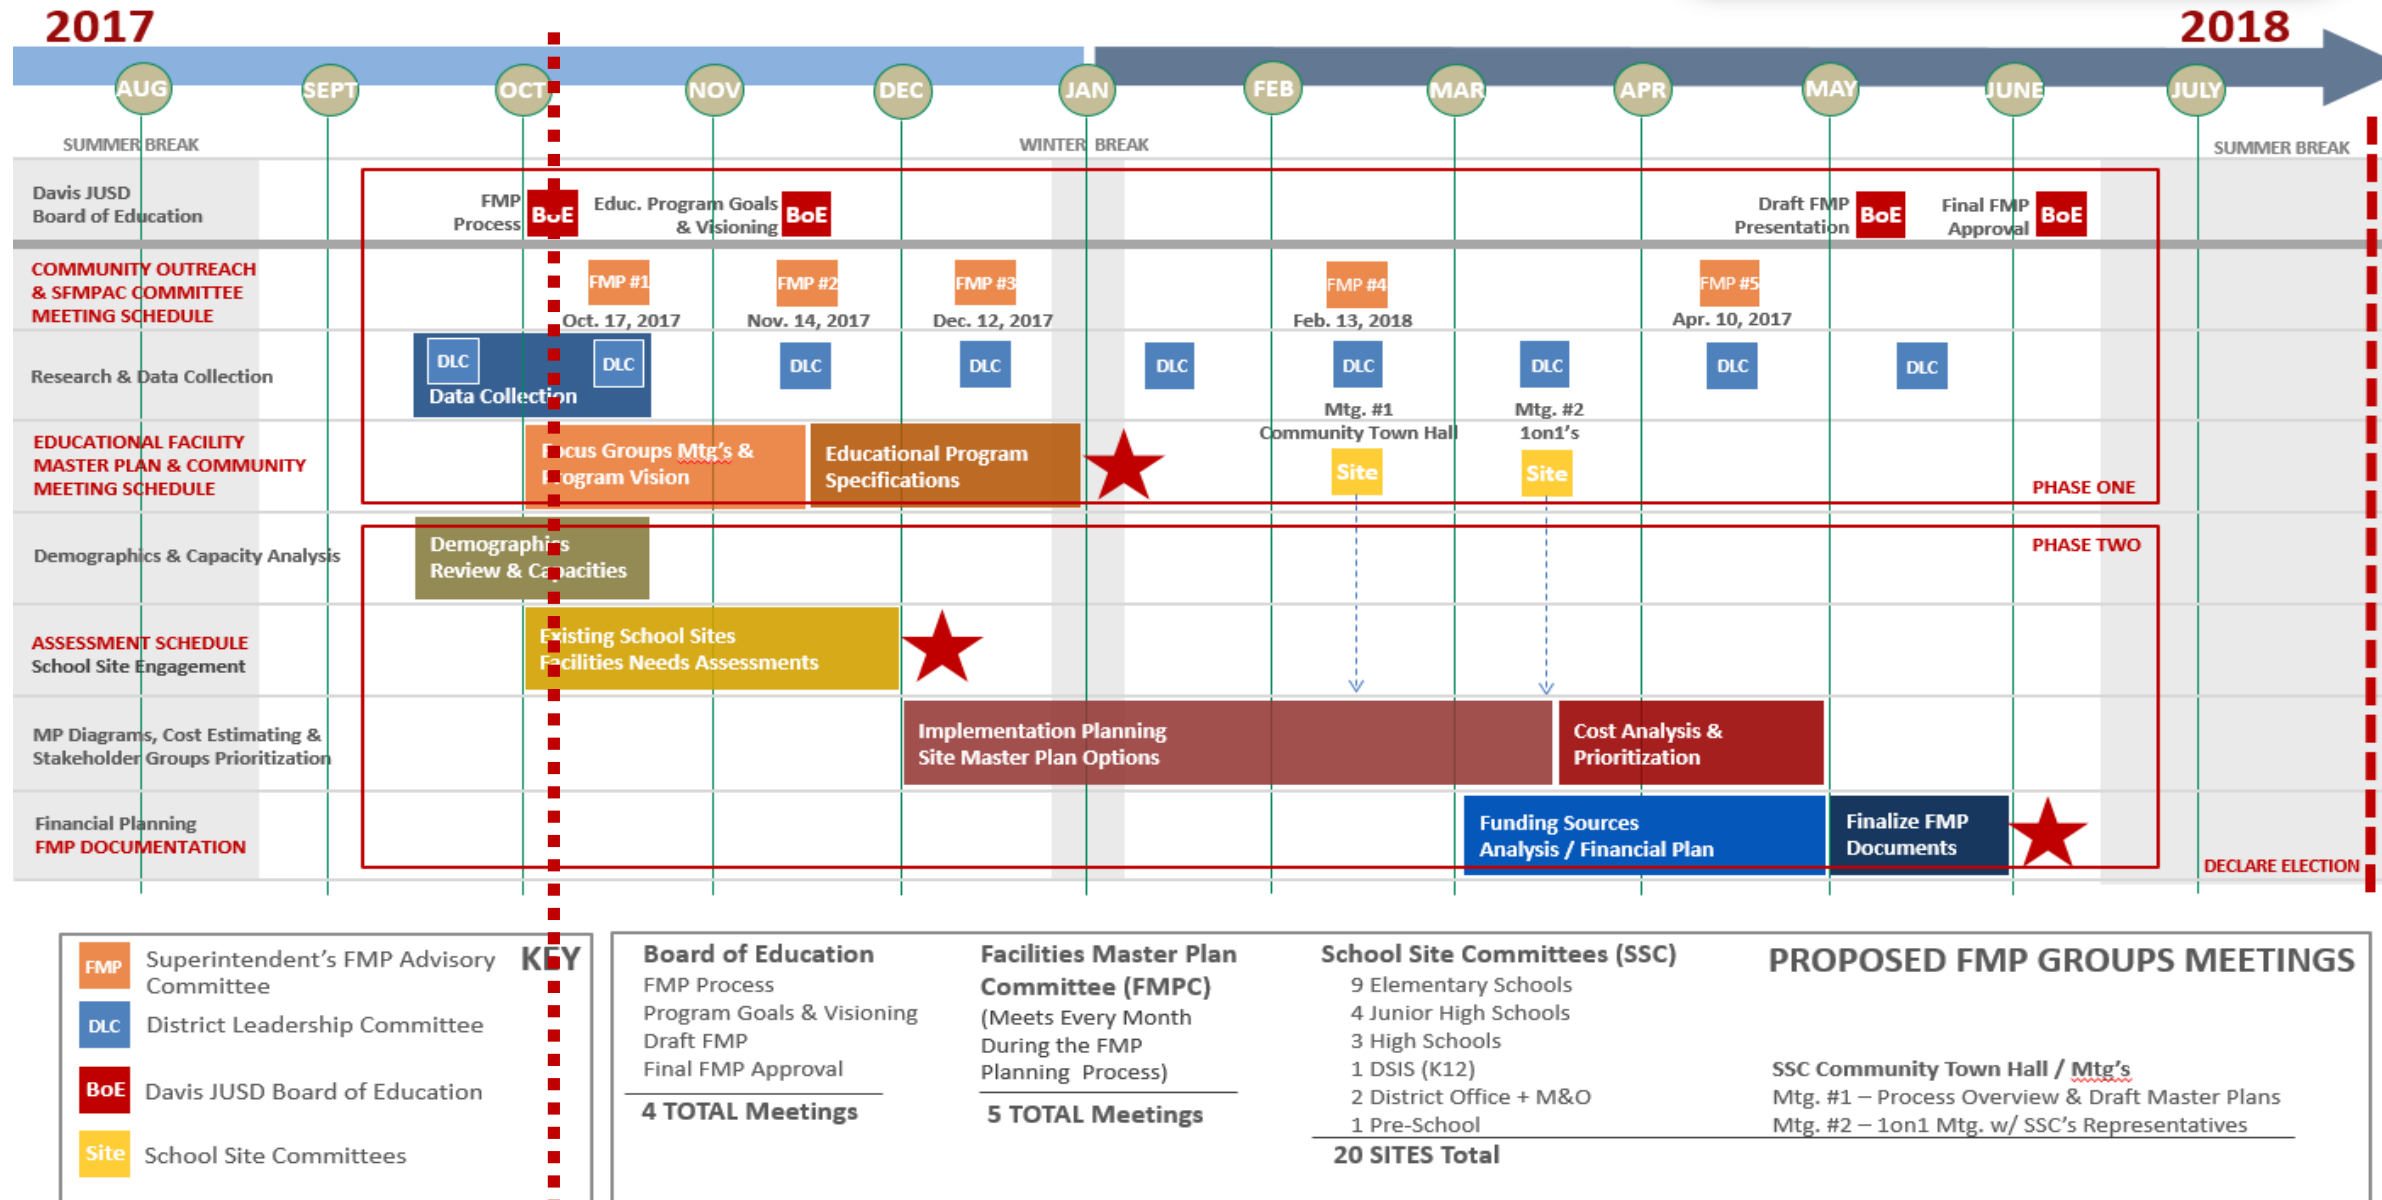 2017
2018
AUG
SEPT
OCT
NOV
DEC
JAN
FEB
MAR
APR
MAY
JUNE
JULY
SUMMER BREAK
WINTER BREAK
SUMMER BREAK
Davis JUSD
Board of Education
FMP
Process
BoE
Educ. Program Goals
& Visioning
BoE
Draft FMP
Presentation
BoE
Final FMP
Approval
BoE
COMMUNITY OUTREACH
& SFMPAC COMMITTEE
MEETING SCHEDULE
FMP #1
Oct. 17, 2017
FMP #2
Nov. 14, 2017
FMP #3
Dec. 12, 2017
FMP #4
Feb. 13, 2018
FMP #5
Apr. 10, 2017
Research & Data Collection
DLC
DLC
Data Collection
DLC
DLC
DLC
DLC
DLC
DLC
DLC
EDUCATIONAL FACILITY
MASTER PLAN & COMMUNITY
MEETING SCHEDULE
Focus Groups Mtg's &
Program Vision
Educational Program
Specifications
Mtg. #1
Community Town Hall
Site
Mtg. #2
1on1's
Site
PHASE ONE
Demographics & Capacity Analysis
Demographics
Review & Capacities
PHASE TWO
ASSESSMENT SCHEDULE
School Site Engagement
Existing School Sites
Facilities Needs Assessments
MP Diagrams, Cost Estimating &
Stakeholder Groups Prioritization
Implementation Planning
Site Master Plan Options
Cost Analysis &
Prioritization
Financial Planning
FMP DOCUMENTATION
Funding Sources
Analysis / Financial Plan
Finalize FMP
Documents
DECLARE ELECTION
KEY
FMP
Superintendent's FMP Advisory
Committee
DLC
District Leadership Committee
BoE
Davis JUSD Board of Education
Site
School Site Committees
Board of Education
FMP Process
Program Goals & Visioning
Draft FMP
Final FMP Approval
4 TOTAL Meetings
Facilities Master Plan
Committee (FMPC)
(Meets Every Month
During the FMP
Planning Process)
5 TOTAL Meetings
School Site Committees (SSC)
9 Elementary Schools
4 Junior High Schools
3 High Schools
1 DSIS (K12)
2 District Office + M&O
1 Pre-School
20 SITES Total
PROPOSED FMP GROUPS MEETINGS
SSC Community Town Hall / Mtg's
Mtg. #1 – Process Overview & Draft Master Plans
Mtg. #2 – 1on1 Mtg. w/ SSC's Representatives